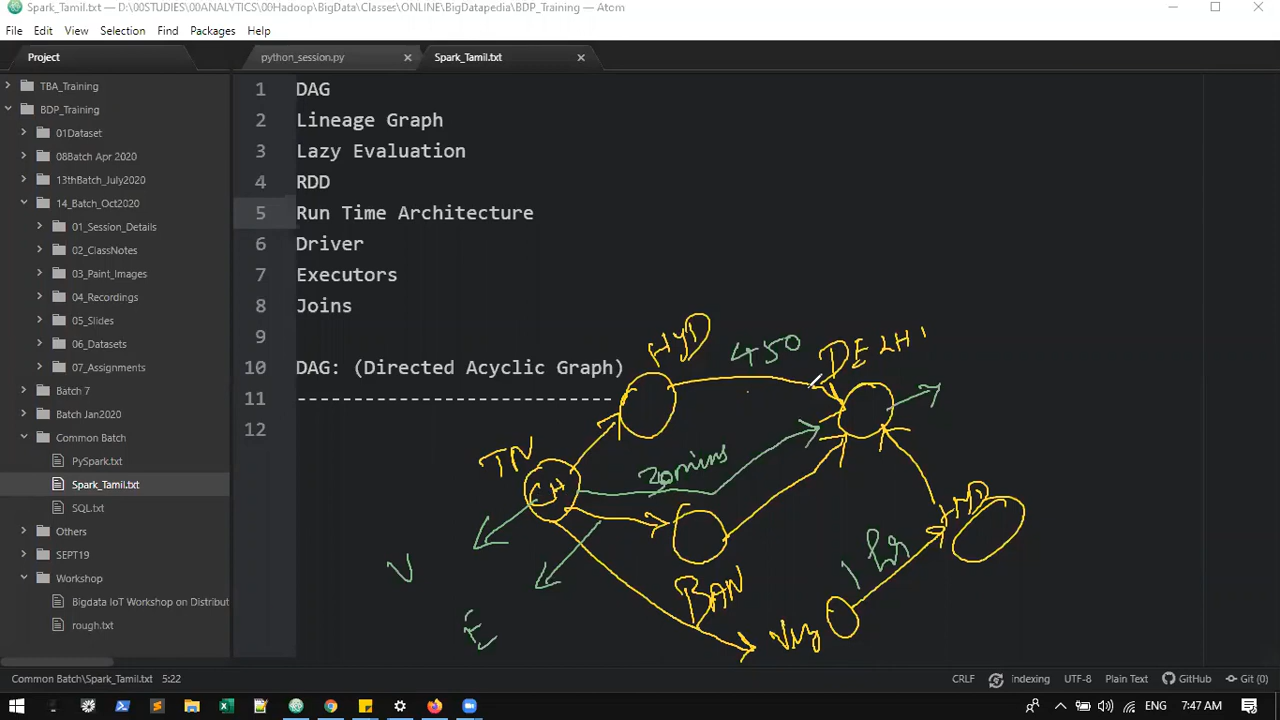 Spark_Tamil.txt — D:\00STUDIES\00ANALYTICS\00Hadoop\BigData\Classes\ONLINE\BigDatapedia\BDP_Training — Atom
File Edit View Selection Find Packages Help
Project
python_session.py
Spark_Tamil.txt
TBA_Training
BDP_Training
01Dataset
08Batch Apr 2020
13thBatch_July2020
14_Batch_Oct2020
01_Session_Details
02_ClassNotes
03_Paint_Images
04_Recordings
05_Slides
06_Datasets
07_Assignments
Batch 7
Batch Jan2020
Common Batch
PySpark.txt
Spark_Tamil.txt
SQL.txt
Others
SEPT19
Workshop
Bigdata IoT Workshop on Distribut
rough.txt
1 DAG
2 Lineage Graph
3 Lazy Evaluation
4 RDD
5 Run Time Architecture
6 Driver
7 Executors
8 Joins
9
10 DAG: (Directed Acyclic Graph)
11 ----------------------------
12
HYD
450
DELHI
TN
CH
30mins
BAN
1 hr
Viz
V
E
Common Batch\Spark_Tamil.txt 5:22
CRLF
Indexing
UTF-8 Plain Text
GitHub
Git (0)
ENG
7:47 AM